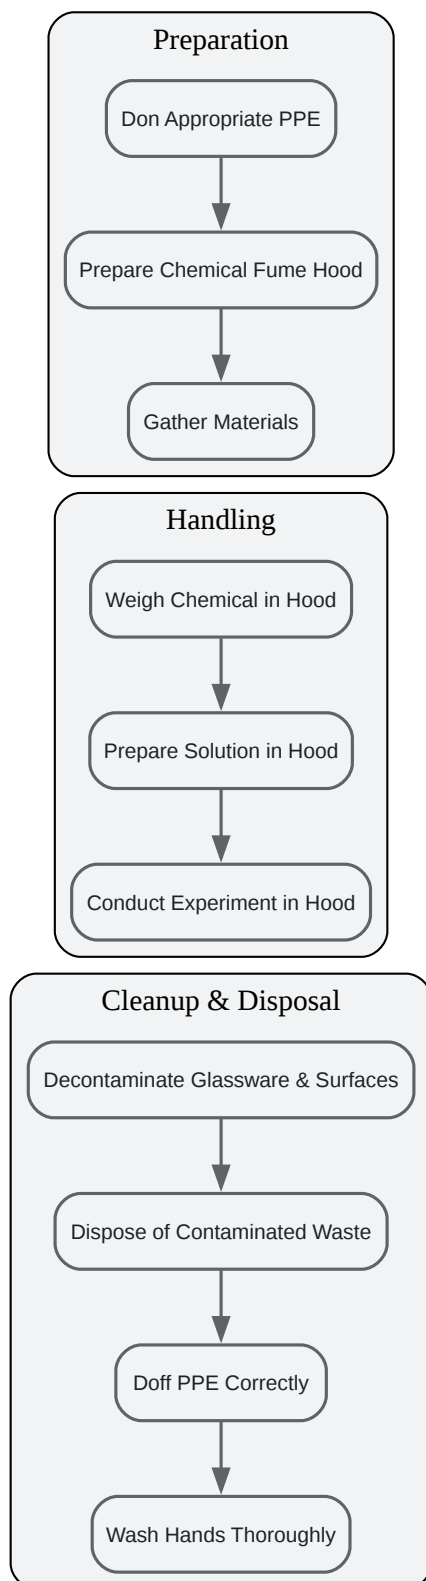 Preparation
Don Appropriate PPE
Prepare Chemical Fume Hood
Gather Materials
Handling
Weigh Chemical in Hood
Prepare Solution in Hood
Conduct Experiment in Hood
Cleanup & Disposal
Decontaminate Glassware & Surfaces
Dispose of Contaminated Waste
Doff PPE Correctly
Wash Hands Thoroughly